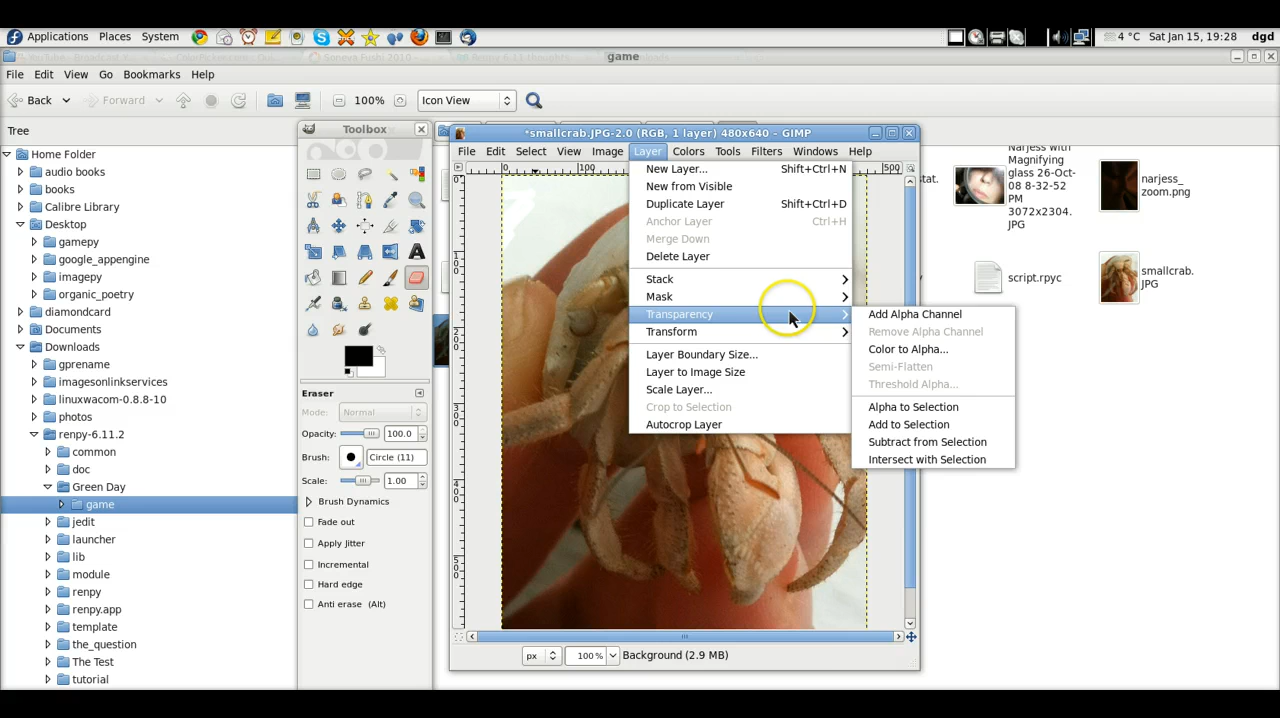 Applications Places System 4 °C Sat Jan 15, 19:28 dgd
game
File Edit View Go Bookmarks Help
Back Forward 100% Icon View
Tree
Home Folder
audio books
books
Calibre Library
Desktop
gamepy
google_appengine
imagepy
organic_poetry
diamondcard
Documents
Downloads
gprename
imagesonlinkservices
linuxwacom-0.8.8-10
photos
renpy-6.11.2
common
doc
Green Day
game
jedit
launcher
lib
module
renpy
renpy.app
template
the_question
The Test
tutorial
Toolbox
Eraser
Mode: Normal
Opacity: 100.0
Brush: Circle (11)
Scale: 1.00
Brush Dynamics
Fade out
Apply Jitter
Incremental
Hard edge
Anti erase (Alt)
*smallcrab.JPG-2.0 (RGB, 1 layer) 480x640 – GIMP
File Edit Select View Image Layer Colors Tools Filters Windows Help
0 100 500
New Layer... Shift+Ctrl+N
New from Visible
Duplicate Layer Shift+Ctrl+D
Anchor Layer Ctrl+H
Merge Down
Delete Layer
Stack
Mask
Transparency
Transform
Layer Boundary Size...
Layer to Image Size
Scale Layer...
Crop to Selection
Autocrop Layer
Add Alpha Channel
Remove Alpha Channel
Color to Alpha...
Semi-Flatten
Threshold Alpha...
Alpha to Selection
Add to Selection
Subtract from Selection
Intersect with Selection
px 100% Background (2.9 MB)
Narjess with
Magnifying
glass 26-Oct-
08 8-32-52
PM
3072x2304.
JPG
narjess_
zoom.png
script.rpyc
smallcrab.
JPG